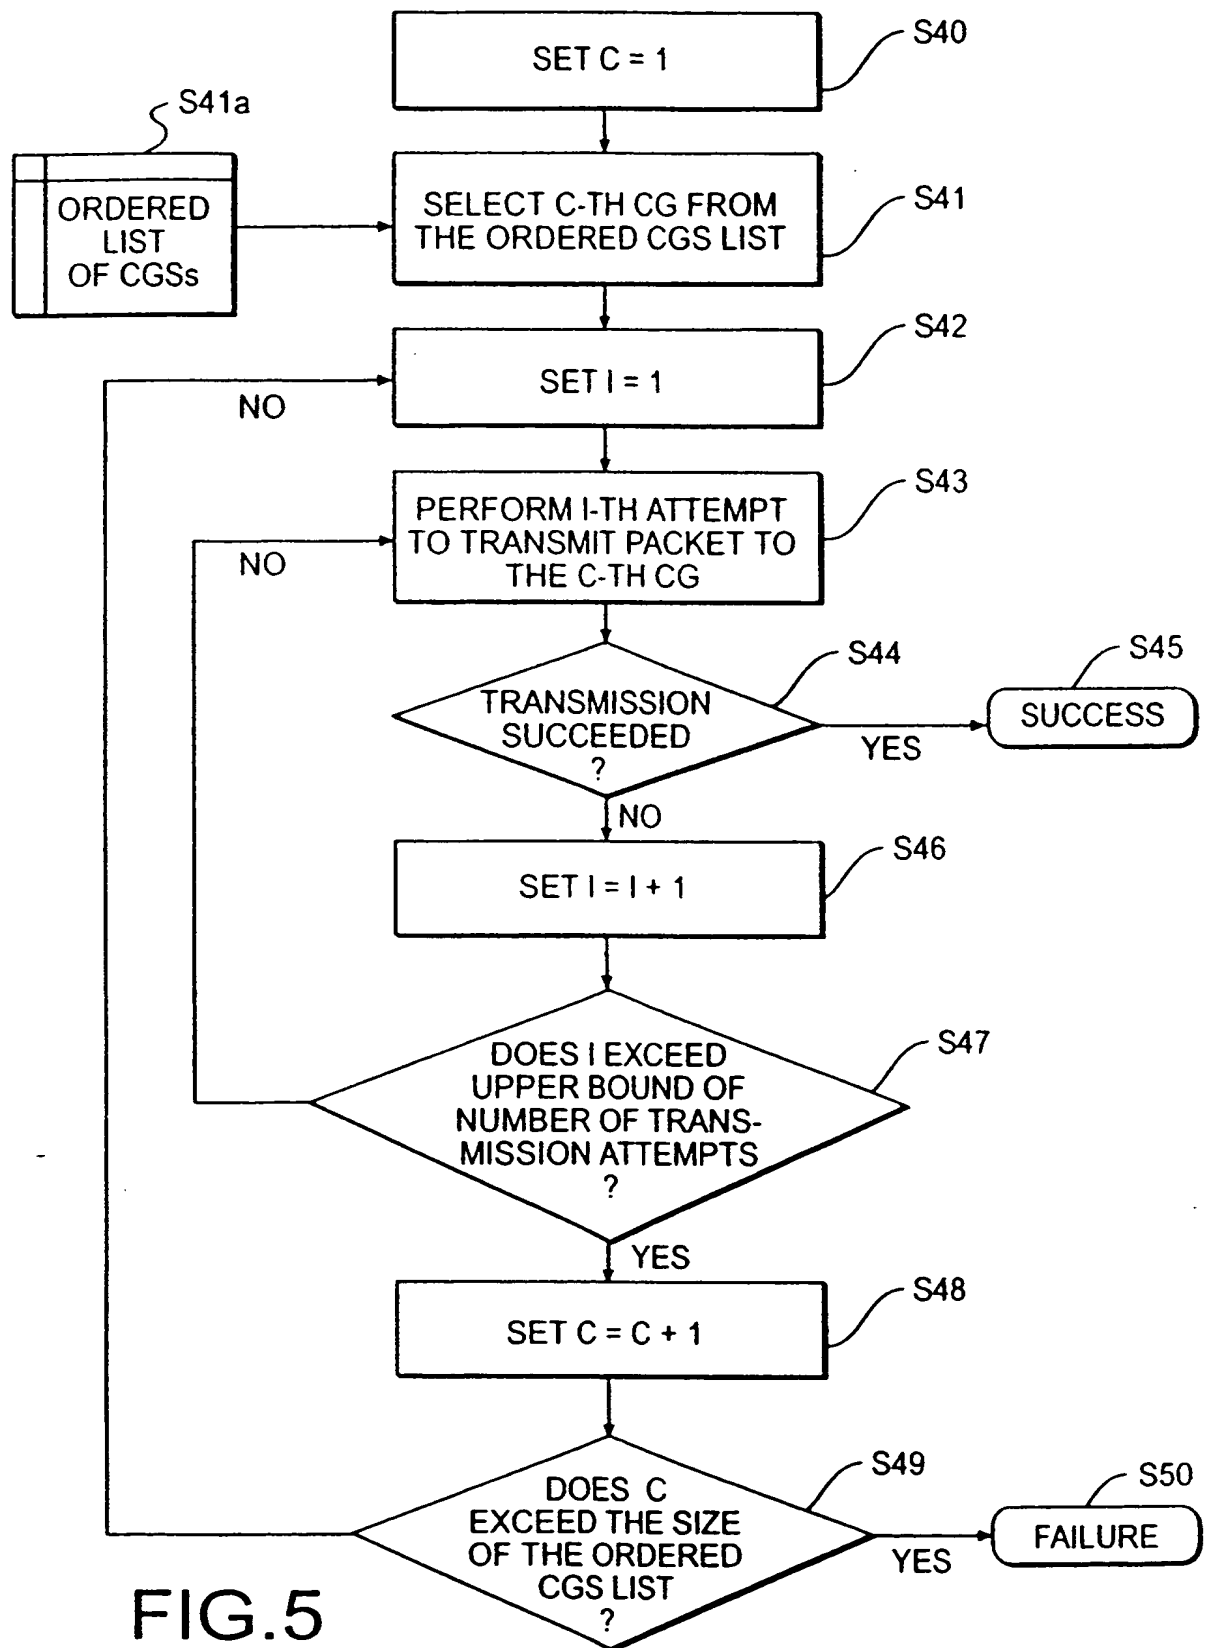 SET C = 1
S40
S41a
ORDERED
LIST
OF CGSs
SELECT C-TH CG FROM
THE ORDERED CGS LIST
S41
SET I = 1
S42
NO
PERFORM I-TH ATTEMPT
TO TRANSMIT PACKET TO
THE C-TH CG
S43
NO
TRANSMISSION
SUCCEEDED
?
S44
YES
SUCCESS
S45
NO
SET I = I + 1
S46
DOES I EXCEED
UPPER BOUND OF
NUMBER OF TRANS-
MISSION ATTEMPTS
?
S47
YES
SET C = C + 1
S48
DOES C
EXCEED THE SIZE
OF THE ORDERED
CGS LIST
?
S49
YES
FAILURE
S50
FIG.5